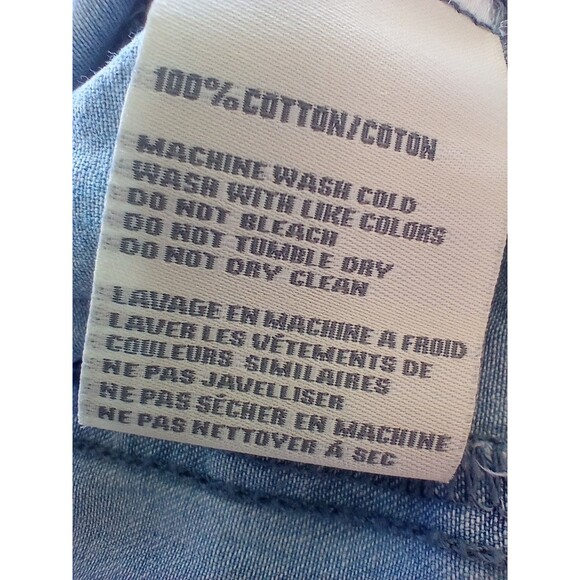 100% COTTON/COTON
MACHINE WASH COLD
WASH WITH LIKE COLORS
DO NOT BLEACH
DO NOT TUMBLE DRY
DO NOT DRY CLEAN
LAVAGE EN MACHINE A FROID
LAVER LES VÊTEMENTS DE
COULEURS SIMILAIRES
NE PAS JAVELLISER
NE PAS SÉCHER EN MACHINE
NE PAS NETTOYER À SEC